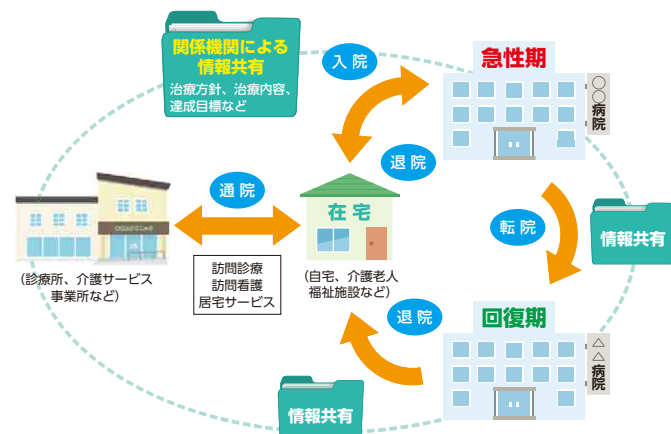 関係機関による
情報共有
治療方針、治療内容、
達成目標など
入院
急性期
○○病院
退院
通院
在宅
転院
情報共有
(診療所、介護サービス
事業所など)
訪問診療
訪問看護
居宅サービス
(自宅、介護老人
福祉施設など)
退院
回復期
△△病院
情報共有